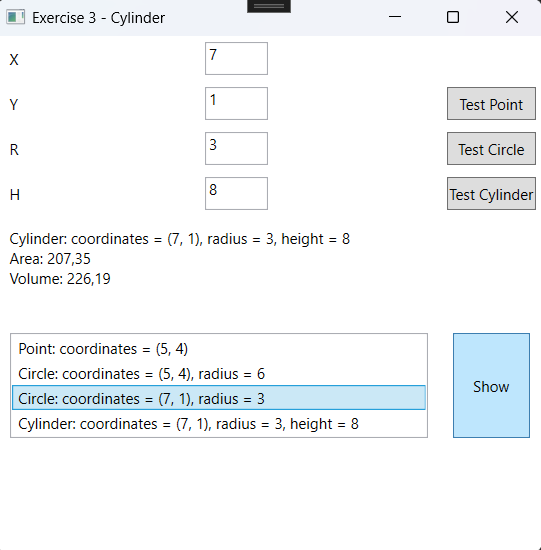 Exercise 3 - Cylinder
X 7
Y 1 Test Point
R 3 Test Circle
H 8 Test Cylinder
Cylinder: coordinates = (7, 1), radius = 3, height = 8
Area: 207,35
Volume: 226,19
Point: coordinates = (5, 4)
Circle: coordinates = (5, 4), radius = 6
Circle: coordinates = (7, 1), radius = 3
Cylinder: coordinates = (7, 1), radius = 3, height = 8
Show